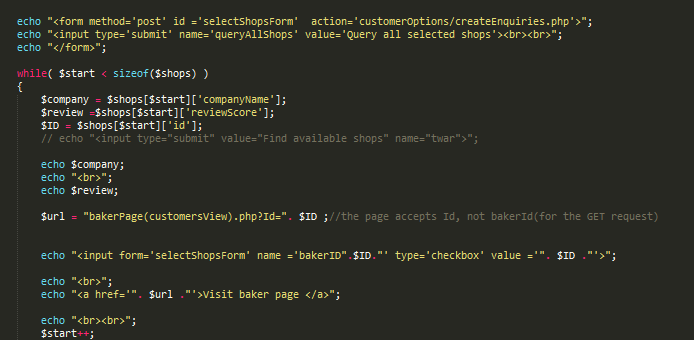 echo "<form method='post' id ='selectShopsForm'  action='customerOptions/createEnquiries.php'>";
echo "<input type='submit' name='queryAllShops' value='Query all selected shops'><br><br>";
echo "</form>";
while( $start < sizeof($shops) )
{
$company = $shops[$start]['companyName'];
$review =$shops[$start]['reviewScore'];
$ID = $shops[$start]['id'];
// echo "<input type="submit" value="Find available shops" name="twar">";
echo $company;
echo "<br>";
echo $review;
$url = "bakerPage(customersView).php?Id=". $ID ;//the page accepts Id, not bakerId(for the GET request)
echo "<input form='selectShopsForm' name ='bakerID".$ID."' type='checkbox' value ='". $ID ."'>";
echo "<br>";
echo "<a href='". $url ."'>Visit baker page </a>";
echo "<br><br>";
$start++;